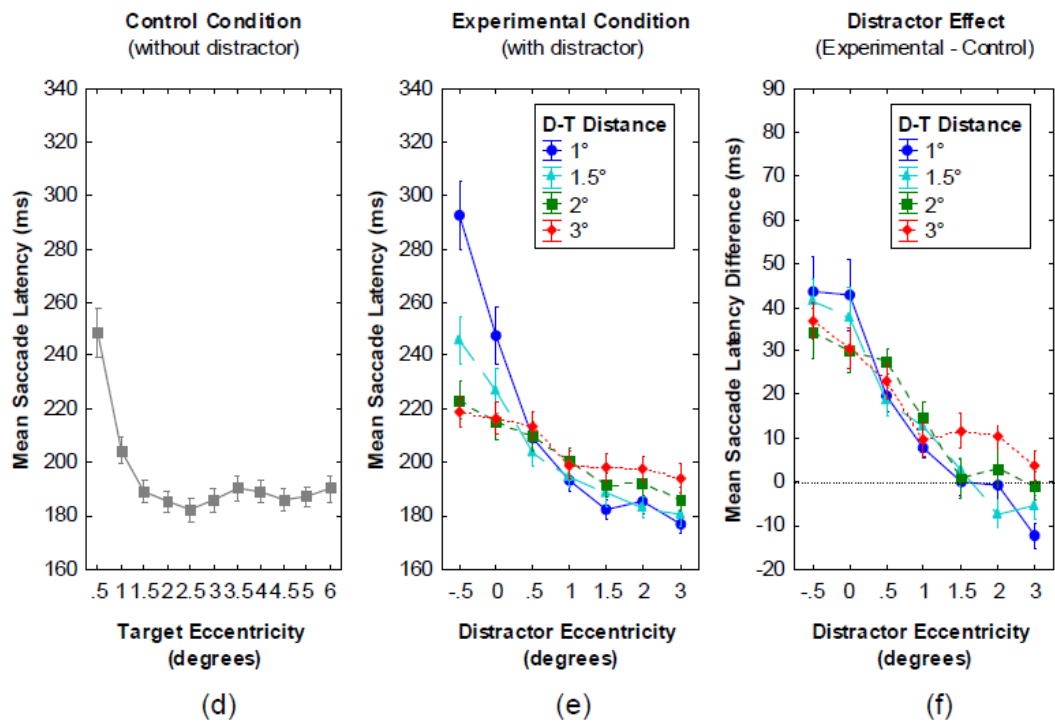 Control Condition
(without distractor)
Mean Saccade Latency (ms)
340
320
300
280
260
240
220
200
180
160
.5 1 1.5 2 2.5 3 3.5 4 4.5 5 6
Target Eccentricity
(degrees)
(d)
Experimental Condition
(with distractor)
Mean Saccade Latency (ms)
340
320
300
280
260
240
220
200
180
160
D-T Distance
1°
1.5°
2°
3°
-.5 0 .5 1 1.5 2 3
Distractor Eccentricity
(degrees)
(e)
Distractor Effect
(Experimental - Control)
Mean Saccade Latency Difference (ms)
90
80
70
60
50
40
30
20
10
0
-10
-20
D-T Distance
1°
1.5°
2°
3°
-.5 0 .5 1 1.5 2 3
Distractor Eccentricity
(degrees)
(f)